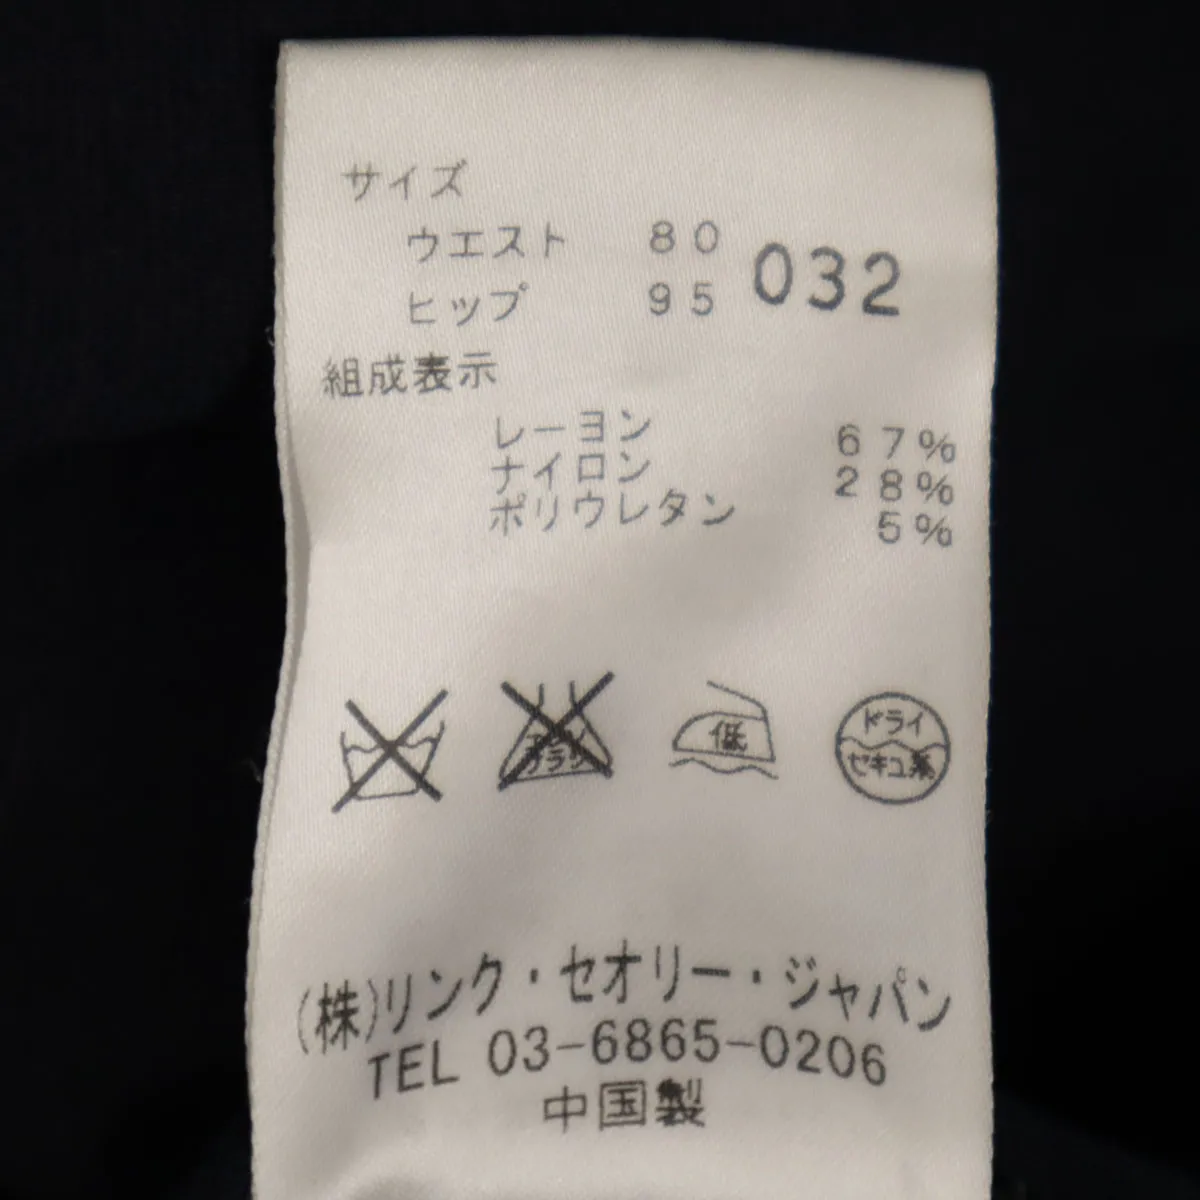 サイズ
ウエスト 80
ヒップ 95 032
組成表示
レーヨン 67%
ナイロン 28%
ポリウレタン 5%
低
ドライ
セキユ系
(株)リンク・セオリー・ジャパン
TEL 03-6865-0206
中国製